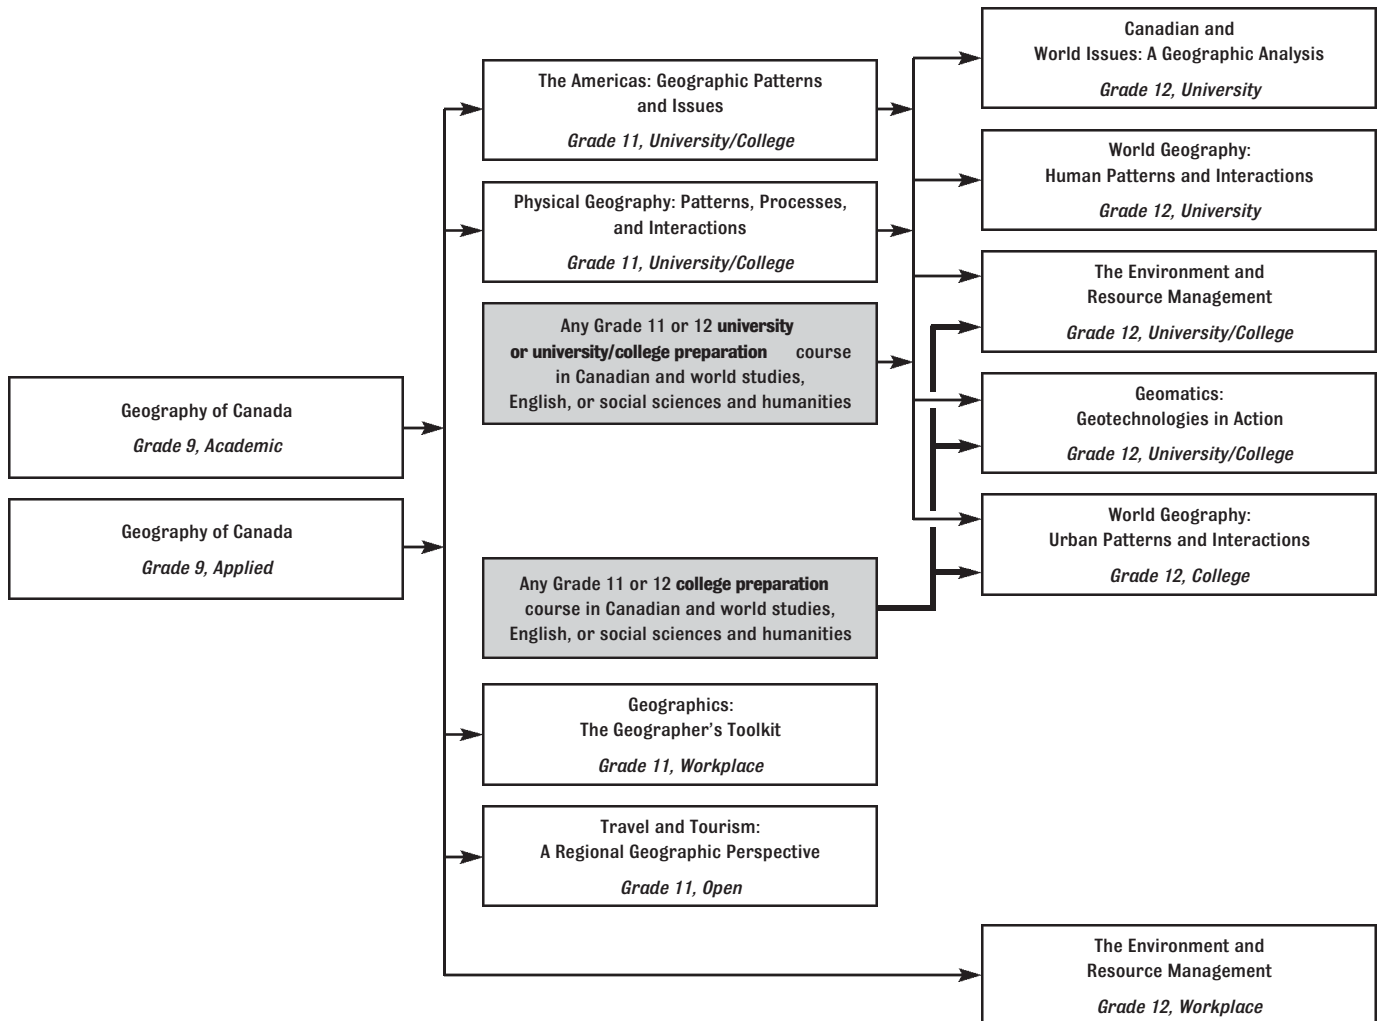 Geography of Canada
Grade 9, Academic
Geography of Canada
Grade 9, Applied
The Americas: Geographic Patterns
and Issues
Grade 11, University/College
Physical Geography: Patterns, Processes,
and Interactions
Grade 11, University/College
Any Grade 11 or 12 university
or university/college preparation course
in Canadian and world studies,
English, or social sciences and humanities
Any Grade 11 or 12 college preparation
course in Canadian and world studies,
English, or social sciences and humanities
Geographics:
The Geographer's Toolkit
Grade 11, Workplace
Travel and Tourism:
A Regional Geographic Perspective
Grade 11, Open
Canadian and
World Issues: A Geographic Analysis
Grade 12, University
World Geography:
Human Patterns and Interactions
Grade 12, University
The Environment and
Resource Management
Grade 12, University/College
Geomatics:
Geotechnologies in Action
Grade 12, University/College
World Geography:
Urban Patterns and Interactions
Grade 12, College
The Environment and
Resource Management
Grade 12, Workplace